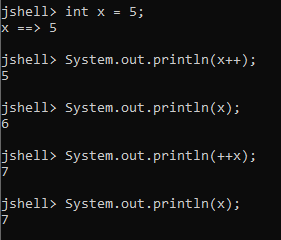 jshell> int x = 5;
x ==> 5
jshell> System.out.println(x++);
5
jshell> System.out.println(x);
6
jshell> System.out.println(++x);
7
jshell> System.out.println(x);
7